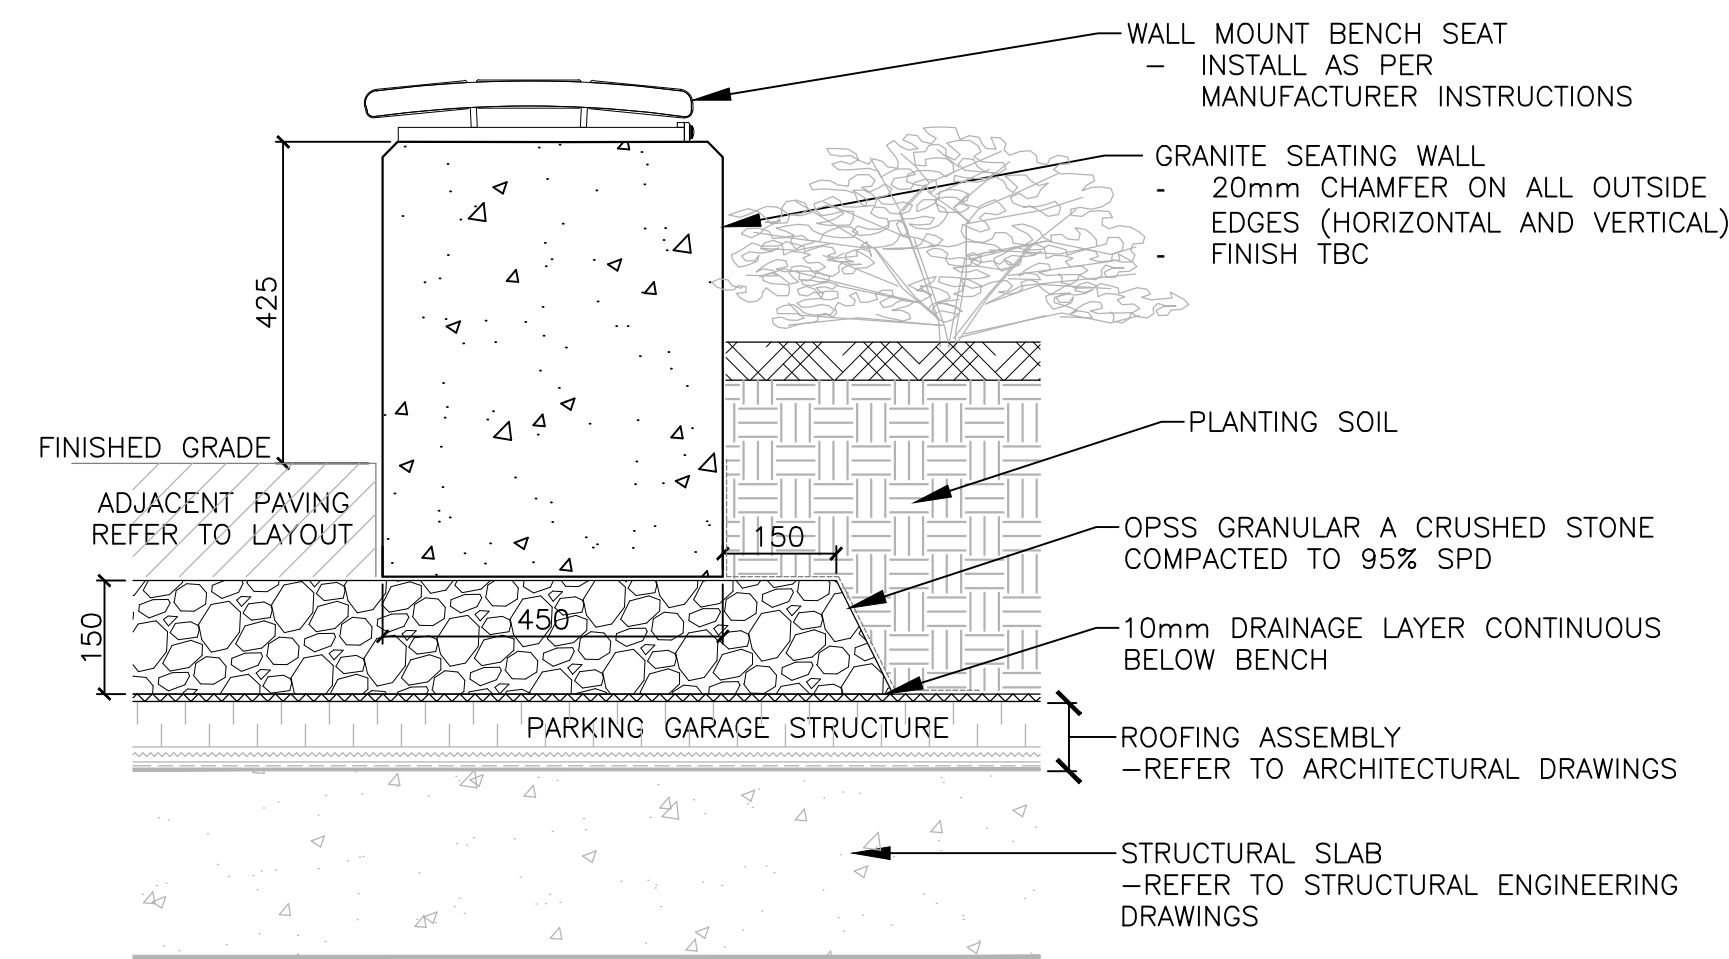 WALL MOUNT BENCH SEAT
– INSTALL AS PER
MANUFACTURER INSTRUCTIONS
GRANITE SEATING WALL
- 20mm CHAMFER ON ALL OUTSIDE
EDGES (HORIZONTAL AND VERTICAL)
- FINISH TBC
425
FINISHED GRADE
ADJACENT PAVING
REFER TO LAYOUT
PLANTING SOIL
150
OPSS GRANULAR A CRUSHED STONE
COMPACTED TO 95% SPD
150
450
10mm DRAINAGE LAYER CONTINUOUS
BELOW BENCH
PARKING GARAGE STRUCTURE
ROOFING ASSEMBLY
–REFER TO ARCHITECTURAL DRAWINGS
STRUCTURAL SLAB
–REFER TO STRUCTURAL ENGINEERING
DRAWINGS